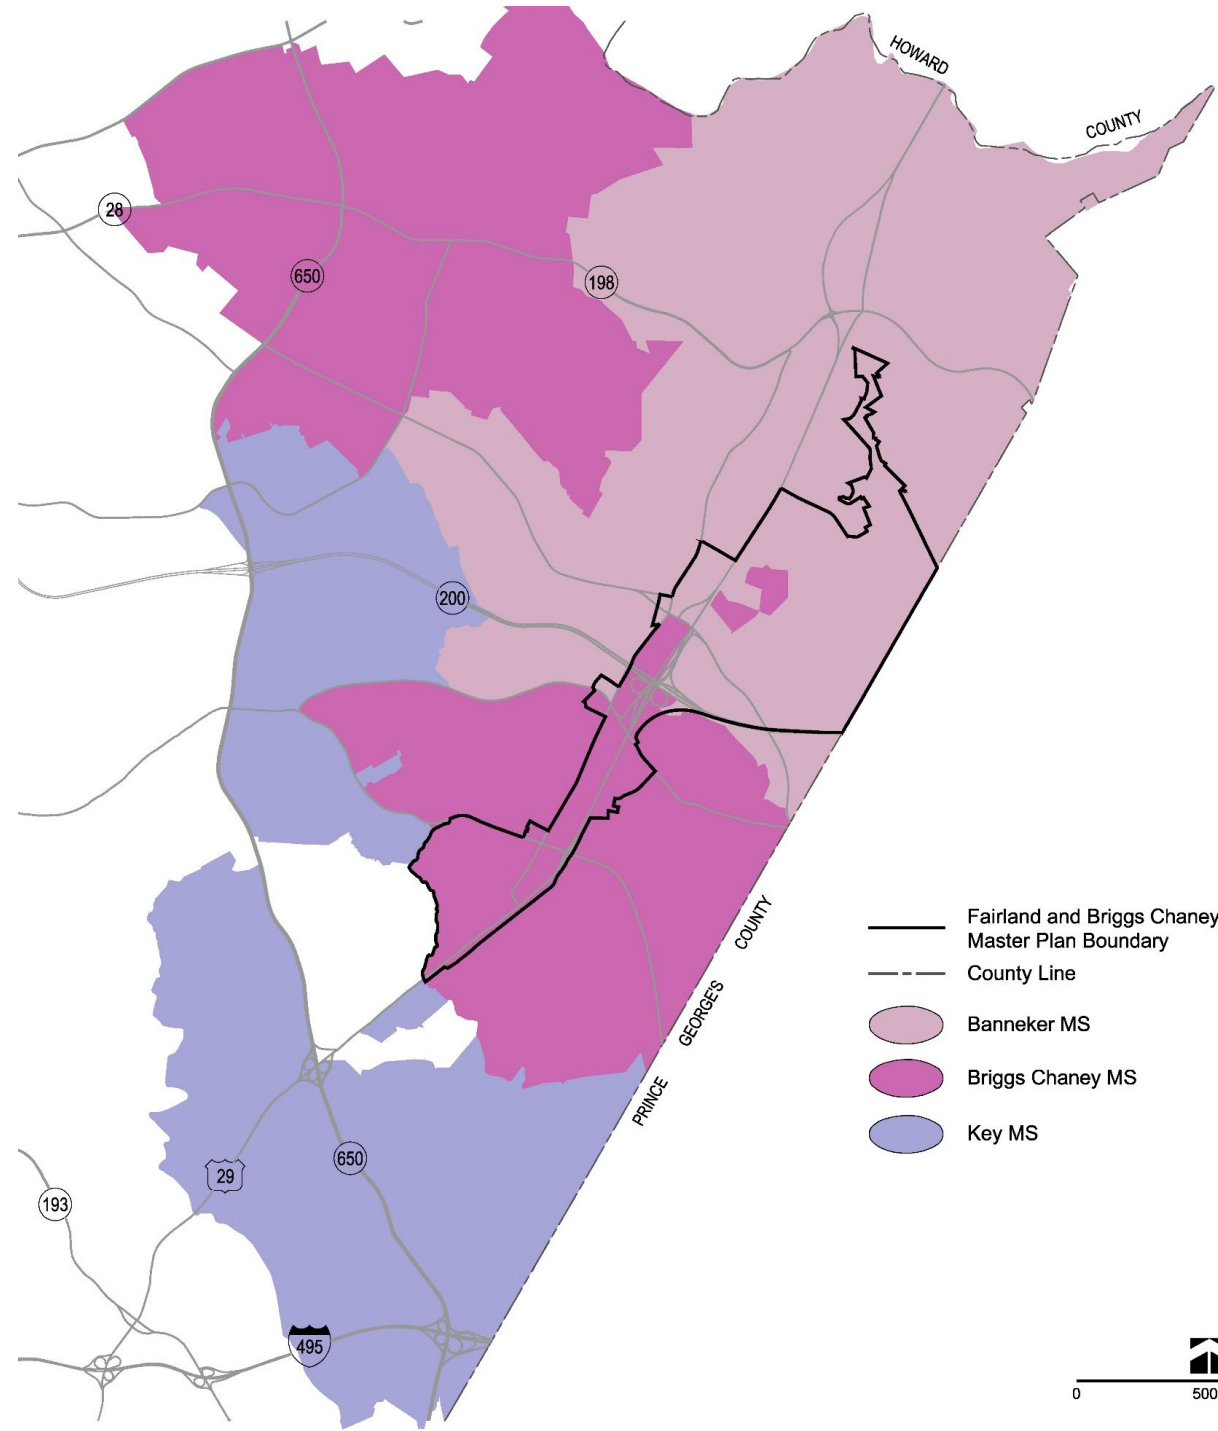 HOWARD
COUNTY
28
650
198
200
Fairland and Briggs Chaney
Master Plan Boundary
County Line
Banneker MS
Briggs Chaney MS
Key MS
PRINCE
GEORGE'S
COUNTY
650
29
193
495
0
500